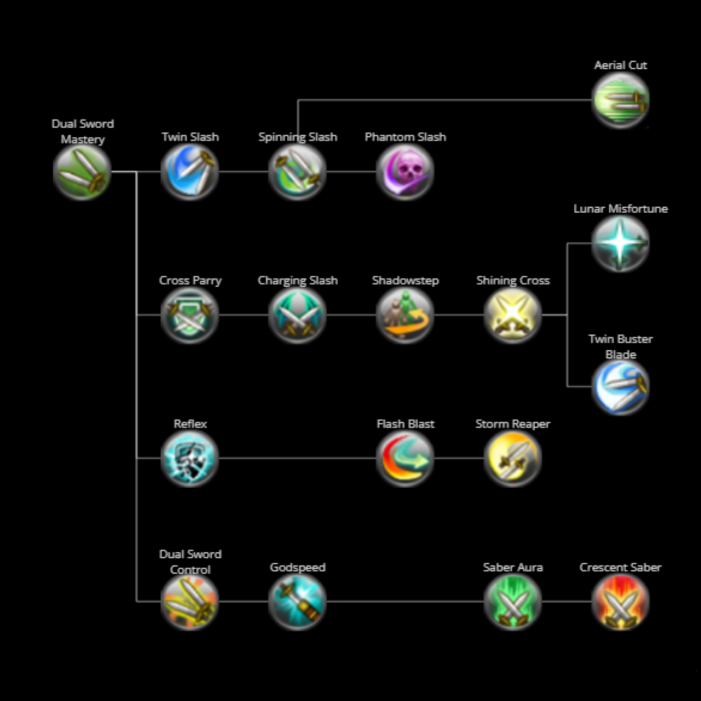 Aerial Cut
Dual Sword
Mastery
Twin Slash
Spinning Slash
Phantom Slash
Lunar Misfortune
Cross Parry
Charging Slash
Shadowstep
Shining Cross
Twin Buster
Blade
Reflex
Flash Blast
Storm Reaper
Dual Sword
Control
Godspeed
Saber Aura
Crescent Saber